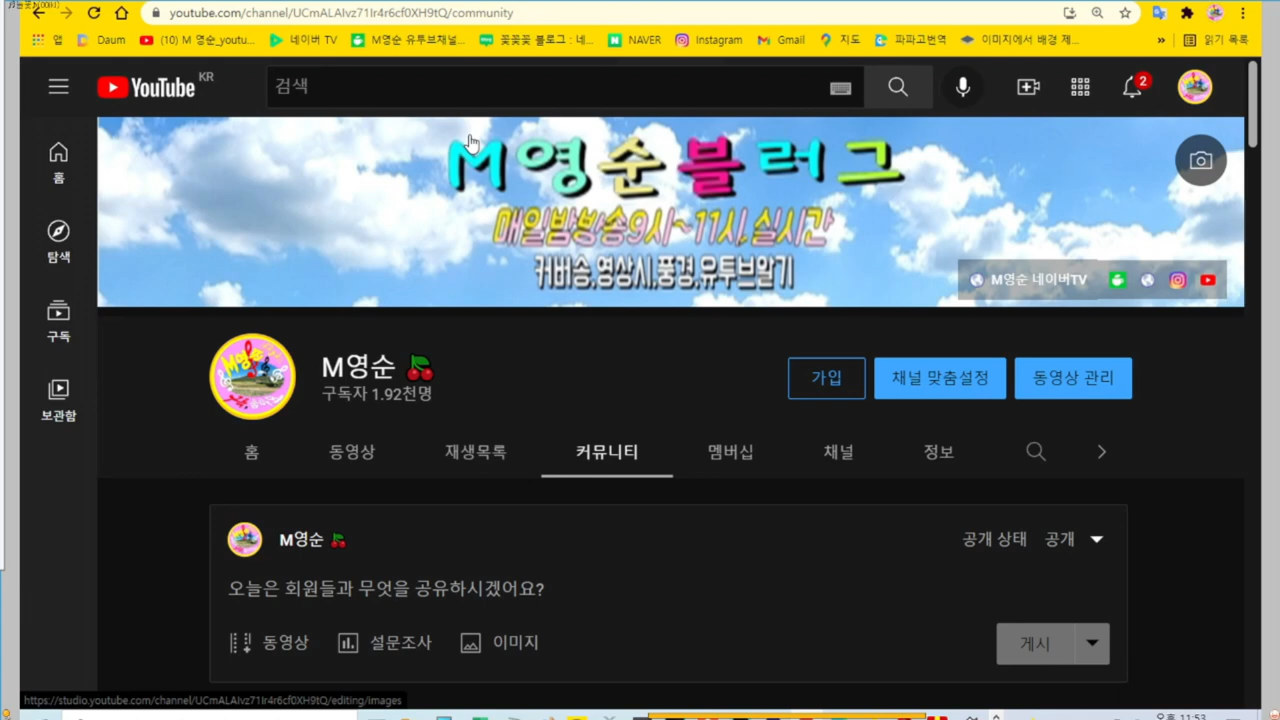 youtube.com/channel/UCmALAIvz71Ir4r6cf0XH9tQ/community
앱 Daum (10) M 영순_youtu... 네이버 TV M영순 유투브채널... 꽃꽃꽃 블로그 : 네... NAVER Instagram Gmail 지도 파파고번역 이미지에서 배경 제... » 읽기 목록
YouTube KR
검색
2
홈
탐색
구독
보관함
M영순블러그
매일밤방송9시~11시,실시간
커버송,영상시,풍경,유투브알기
M영순 네이버TV
M영순
구독자 1.92천명
가입
채널 맞춤설정
동영상 관리
홈 동영상 재생목록 커뮤니티 멤버십 채널 정보
M영순
공개 상태 공개
오늘은 회원들과 무엇을 공유하시겠어요?
동영상 설문조사 이미지
게시
https://studio.youtube.com/channel/UCmALAIvz71Ir4r6cf0XH9tQ/editing/images
오후 11:53